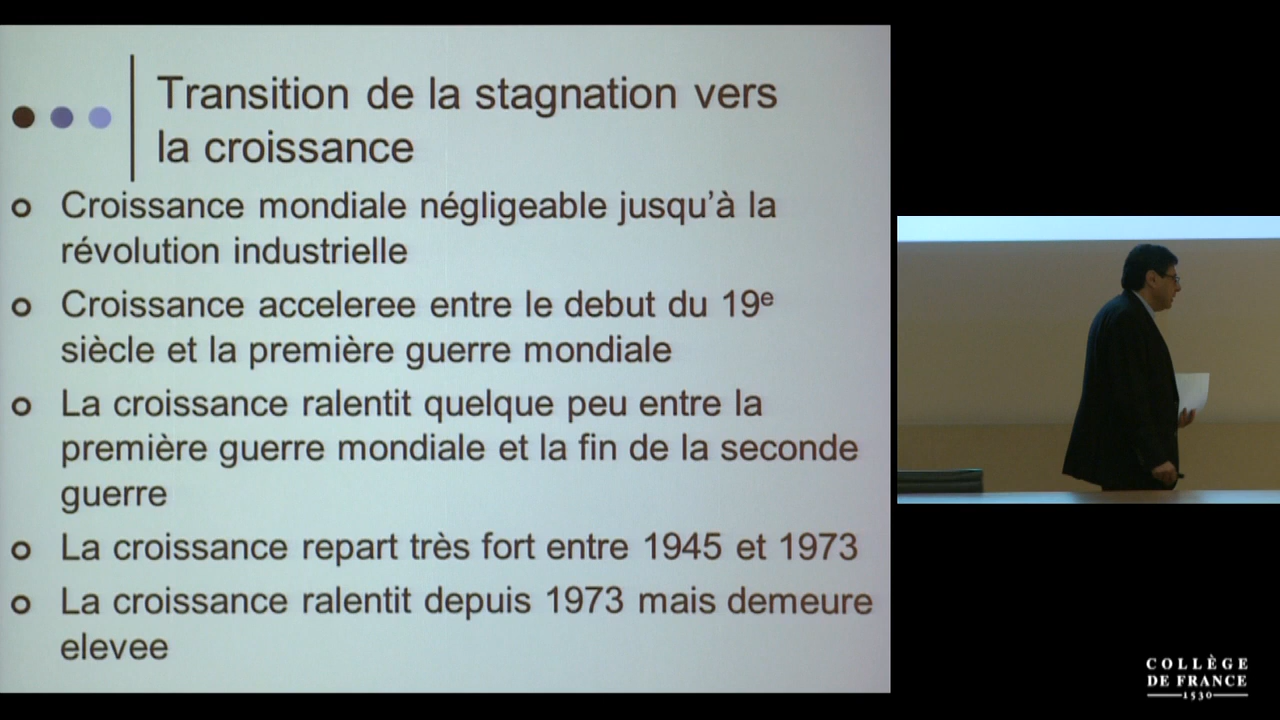 Transition de la stagnation vers
la croissance
Croissance mondiale négligeable jusqu'à la
révolution industrielle
Croissance acceleree entre le debut du 19e
siècle et la première guerre mondiale
La croissance ralentit quelque peu entre la
première guerre mondiale et la fin de la seconde
guerre
La croissance repart très fort entre 1945 et 1973
La croissance ralentit depuis 1973 mais demeure
elevee
COLLÈGE
DE FRANCE
1530